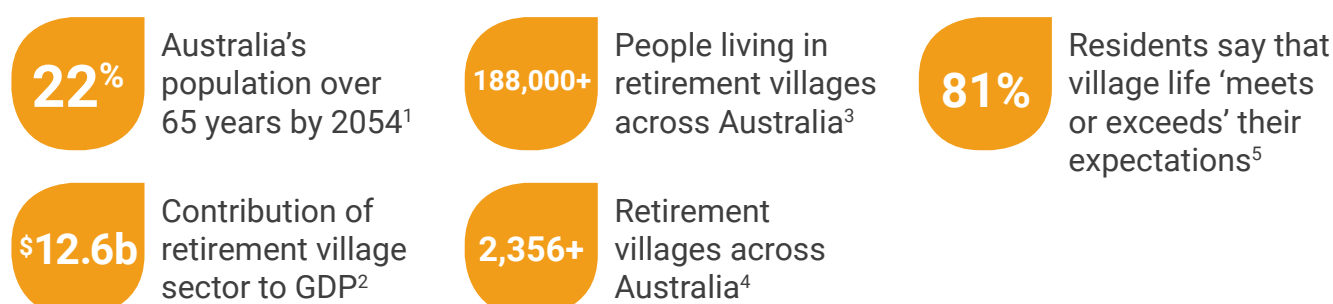 22%
Australia's
population over
65 years by 2054¹
188,000+
People living in
retirement villages
across Australia³
81%
Residents say that
village life ‘meets
or exceeds’ their
expectations⁵
$12.6b
Contribution of
retirement village
sector to GDP²
2,356+
Retirement
villages across
Australia⁴